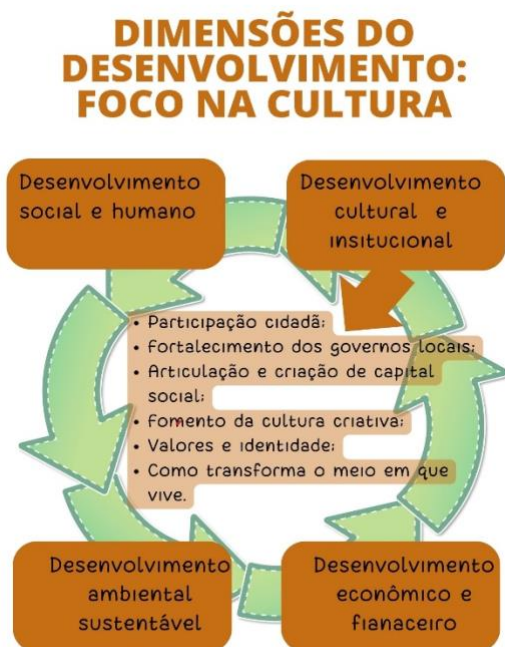 DIMENSÕES DO
DESENVOLVIMENTO:
FOCO NA CULTURA
Desenvolvimento
social e humano
Desenvolvimento
cultural e
insitucional
• Participação cidadã;
• Fortalecimento dos governos locais;
• Articulação e criação de capital
social;
• Fomento da cultura criativa;
• Valores e identidade;
• Como transforma o meio em que
vive.
Desenvolvimento
ambiental
sustentável
Desenvolvimento
econômico e
fianaceiro